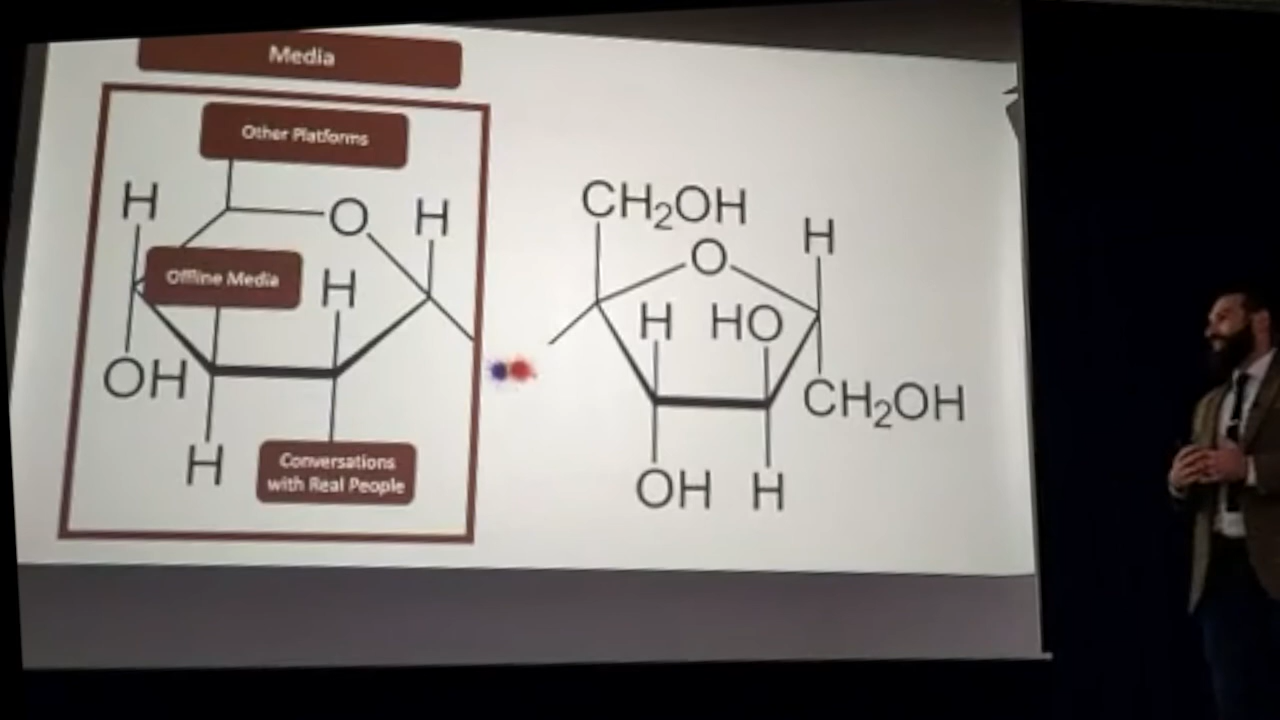 Media
Other Platforms
H
O
H
Offline Media
H
OH
H
Conversations
with Real People
CH₂OH
O
H
H
HO
CH₂OH
OH
H